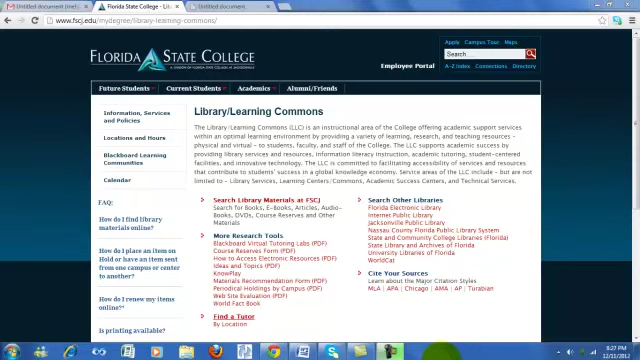 Untitled document (me
Florida State College - Lib
Untitled document
www.fscj.edu/mydegree/library-learning-commons/
FLORIDA STATE COLLEGE
Apply Campus Tour Maps
Search
Employee Portal
A-Z Index Connections Directory
Future Students
Current Students
Academics
Alumni/Friends
Information, Services
and Policies
Locations and Hours
Blackboard Learning
Communities
Calendar
FAQ:
How do I find library
materials online?
How do I place an item on
Hold or have an item sent
from one campus or center
to another?
How do I renew my items
online?
Is printing available?
Library/Learning Commons
The Library/Learning Commons (LLC) is an instructional area of the College offering academic support services
within an optimal learning environment by providing a variety of learning, research, and teaching resources -
physical and virtual - to students, faculty, and staff of the College. The LLC supports academic success by
providing library services and resources, information literacy instruction, academic tutoring, student-centered
facilities, and innovative technology. The LLC is committed to facilitating accessibility of services and resources
that contribute to students' success in a global knowledge economy. Service areas of the LLC include - but are not
limited to - Library Services, Learning Centers/Commons, Academic Success Centers, and Technical Services.
Search Library Materials at FSCJ
Search for Books, E-Books, Articles, Audio-
Books, DVDs, Course Reserves and Other
Materials
More Research Tools
Blackboard Virtual Tutoring Labs (PDF)
Course Reserves Form (PDF)
How to Access Electronic Resources (PDF)
Ideas and Topics (PDF)
KnowPlay
Materials Recommendation Form (PDF)
Periodical Holdings by Campus (PDF)
Web Site Evaluation (PDF)
World Fact Book
Find a Tutor
By Location
Search Other Libraries
Florida Electronic Library
Internet Public Library
Jacksonville Public Library
Nassau County Florida Public Library System
State and Community College Libraries (Florida)
State Library and Archives of Florida
University Libraries of Florida
WorldCat
Cite Your Sources
Learn about the Major Citation Styles
MLA | APA | Chicago | AMA | AP | Turabian
8:27 PM
12/11/2012